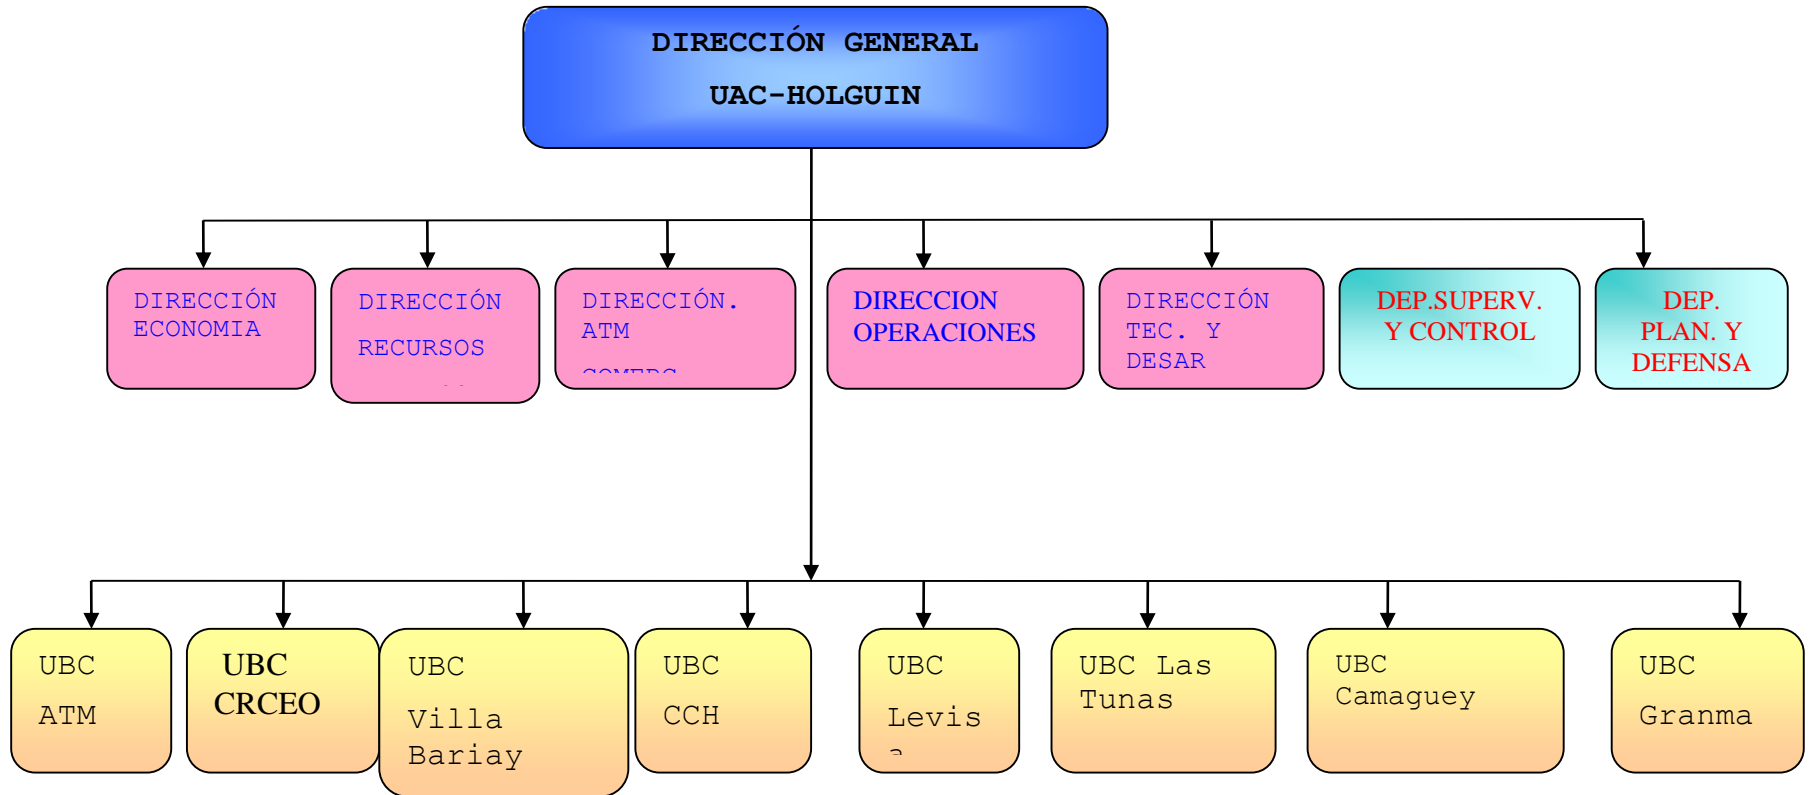 DIRECCIÓN GENERAL
UAC-HOLGUIN
DIRECCIÓN
ECONOMIA
DIRECCIÓN
RECURSOS
DIRECCIÓN.
ATM
DIRECCION
OPERACIONES
DIRECCIÓN
TEC. Y
DESAR
DEP.SUPERV.
Y CONTROL
DEP.
PLAN. Y
DEFENSA
UBC
ATM
UBC
CRCEO
UBC
Villa
Bariay
UBC
CCH
UBC
Levis
UBC Las
Tunas
UBC
Camaguey
UBC
Granma